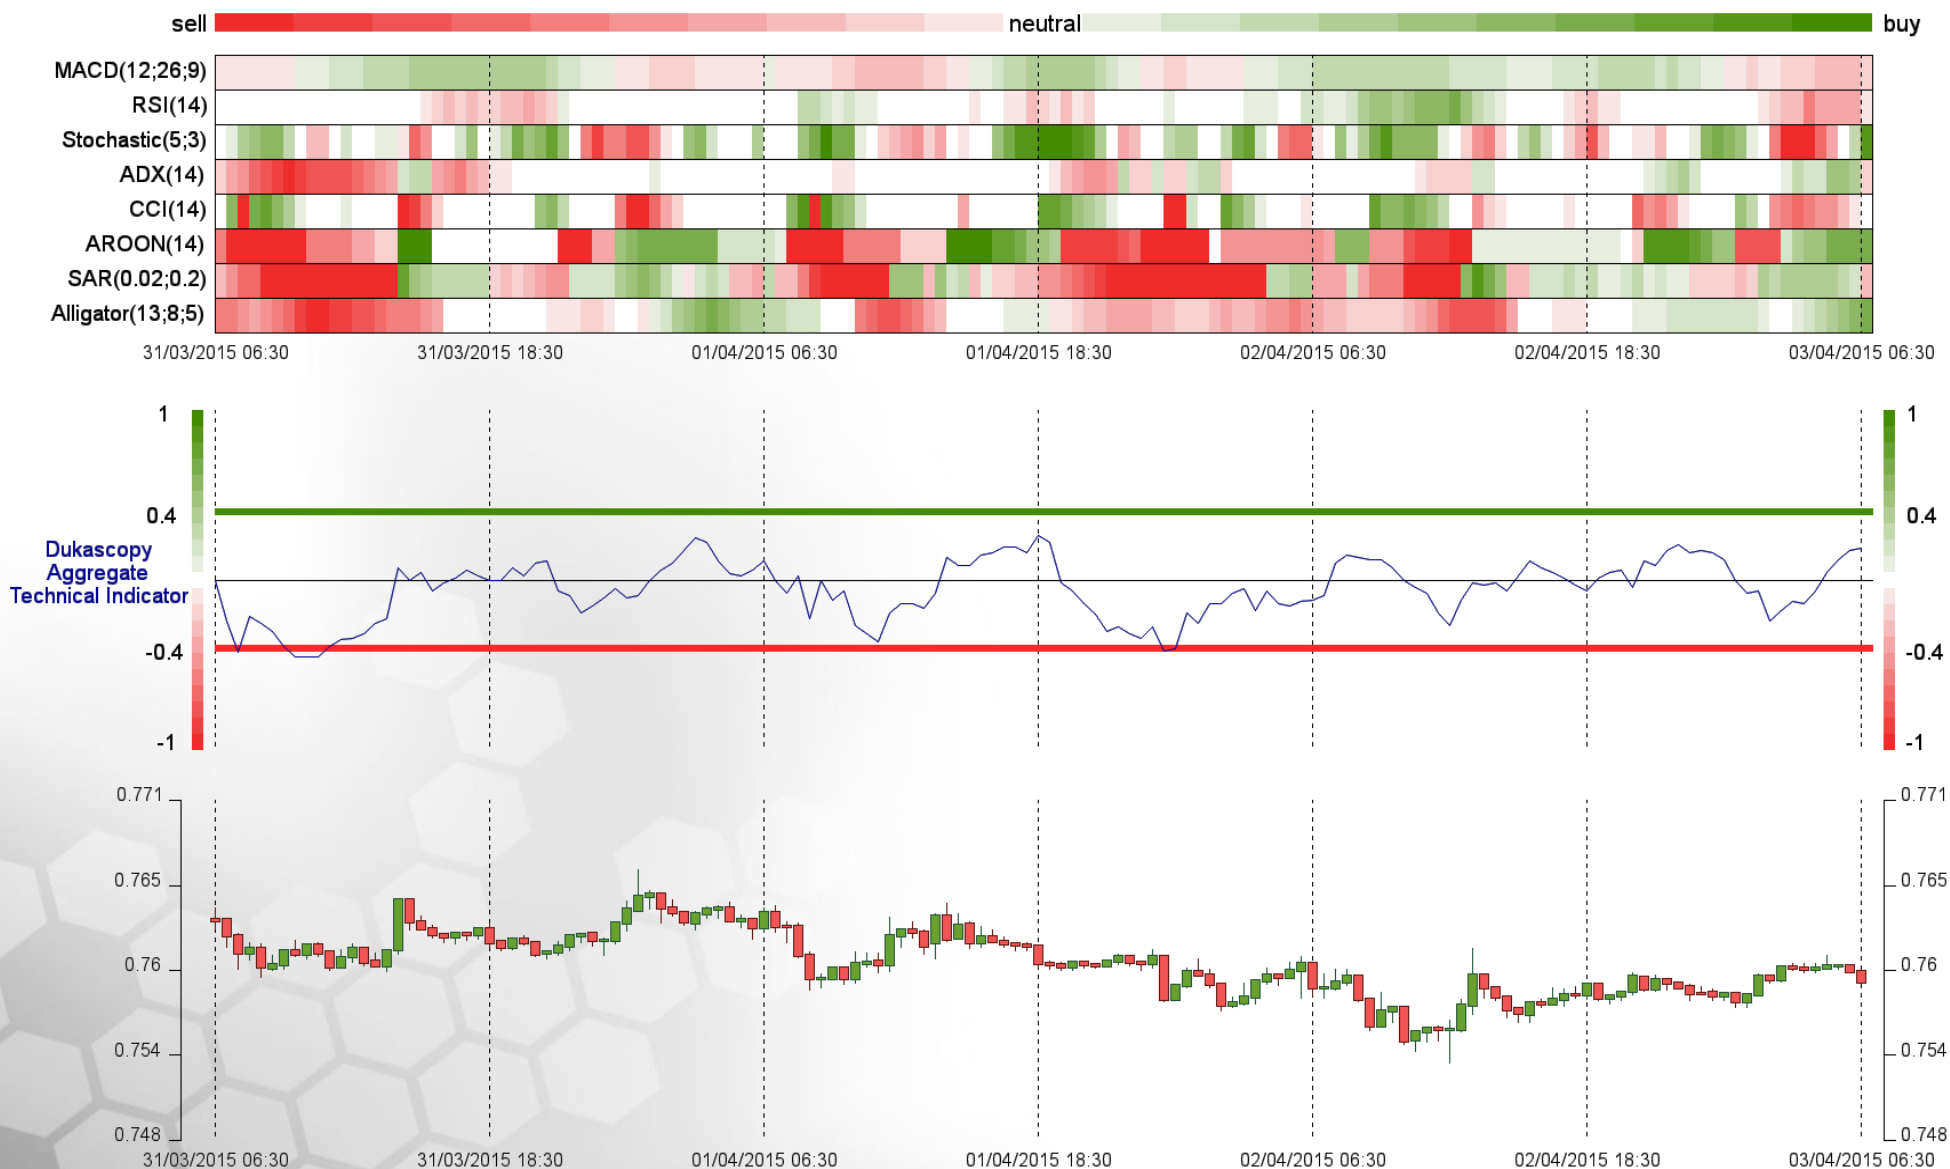 sell neutral buy
MACD(12;26;9)
RSI(14)
Stochastic(5;3)
ADX(14)
CCI(14)
AROON(14)
SAR(0.02;0.2)
Alligator(13;8;5)
31/03/2015 06:30 31/03/2015 18:30 01/04/2015 06:30 01/04/2015 18:30 02/04/2015 06:30 02/04/2015 18:30 03/04/2015 06:30
1 1
0.4 0.4
Dukascopy
Aggregate
Technical Indicator
-0.4 -0.4
-1 -1
0.771 0.771
0.765 0.765
0.76 0.76
0.754 0.754
0.748 0.748
31/03/2015 06:30 31/03/2015 18:30 01/04/2015 06:30 01/04/2015 18:30 02/04/2015 06:30 02/04/2015 18:30 03/04/2015 06:30